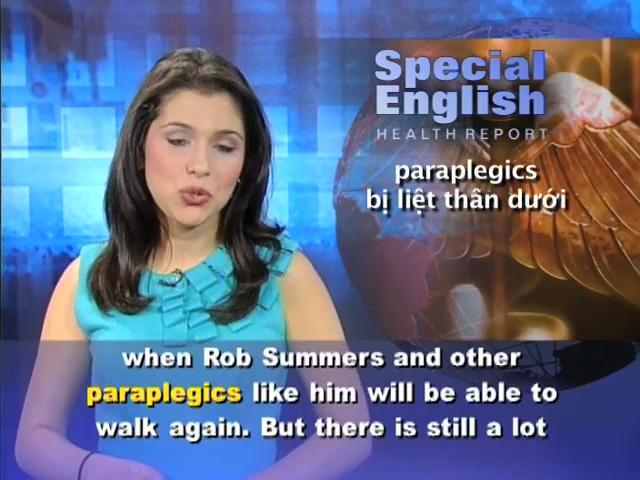 Special
English
HEALTH REPORT
paraplegics
bị liệt thân dưới
when Rob Summers and other
paraplegics like him will be able to
walk again. But there is still a lot